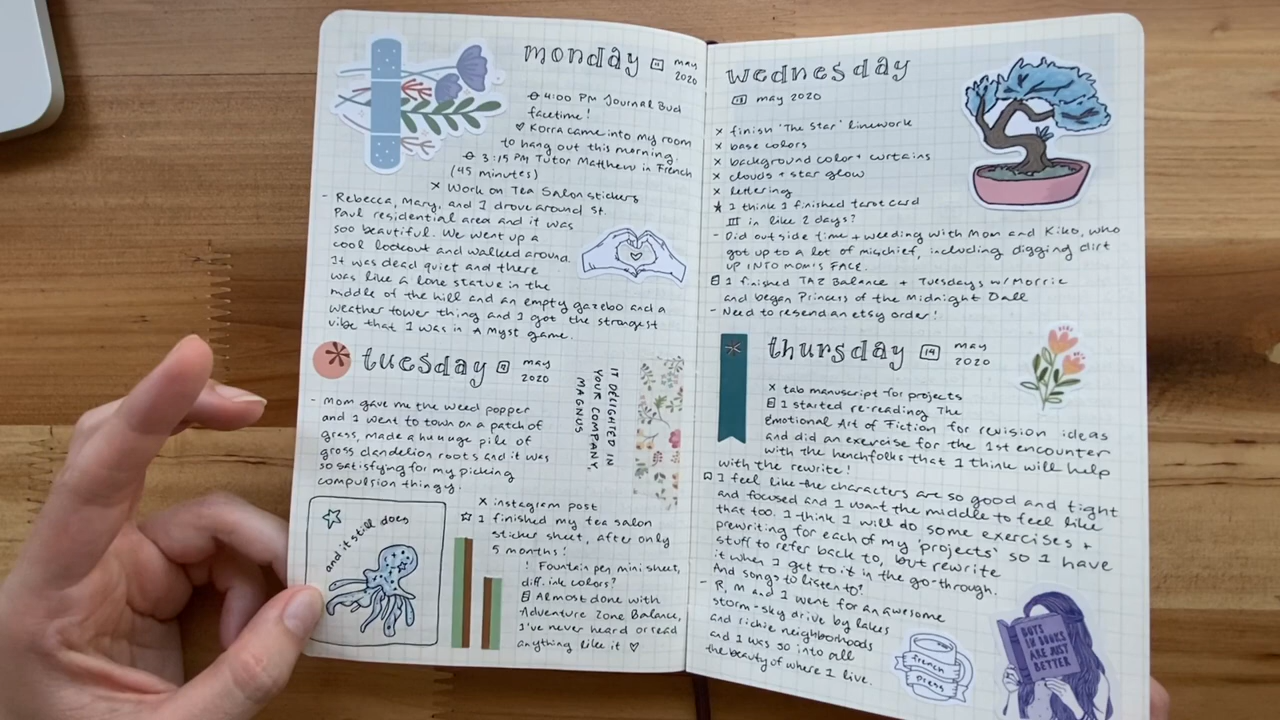 monday 11 may
2020
4:00 PM Journal Bud
facetime!
♡ Korra came into my room
to hang out this morning.
3:15 PM Tutor Matthew in French
(45 minutes)
x Work on Tea Salon stickers
- Rebecca, Mary, and I drove around St.
Paul residential area and it was
soo beautiful. We went up a
cool lookout and walked around.
It was dead quiet and there
was like a lone statue in the
middle of the hill and an empty gazebo and a
weather tower thing and I got the strangest
vibe that I was in a Myst game.
tuesday may
2020
- Mom gave me the weed popper
and I went to town on a patch of
grass, made a huuuge pile of
gross dandelion roots and it was
so satisfying for my picking
compulsion thingy.
IT DELIGHTED IN
YOUR COMPANY,
MAGNUS
and it still does
x instagram post
☆ I finished my tea salon
sticker sheet, after only
5 months!
! Fountain pen mini sheet,
diff. ink colors?
Almost done with
Adventure Zone Balance,
I've never heard or read
anything like it ♡
wednesday
13 may 2020
x finish 'The Star' linework
x base colors
x background color + curtains
x clouds + star glow
x lettering
★ I think I finished tarot card
III in like 2 days?
- Did outside time + weeding with Mom and Kiko, who
got up to a lot of mischief, including digging dirt
UP INTO MOM'S FACE.
I finished TAZ Balance + Tuesdays w/Morrie
and began Princess of the Midnight Ball
- Need to resend an etsy order!
thursday 14 may
2020
x tab manuscript for projects
I started re-reading The
Emotional Art of Fiction for revision ideas
and did an exercise for the 1st encounter
with the henchfolks that I think will help
with the rewrite!
I feel like the characters are so good and tight
and focused and I want the middle to feel like
that too. I think I will do some exercises +
prewriting for each of my 'projects' so I have
stuff to refer back to, but rewrite
it when I get to it in the go-through.
And songs to listen to!
- R, m and I went for an awesome
storm-sky drive by lakes
and richie neighborhoods
and I was so into all
the beauty of where I live.
french
press
BOYS
IN BOOKS
ARE JUST
BETTER